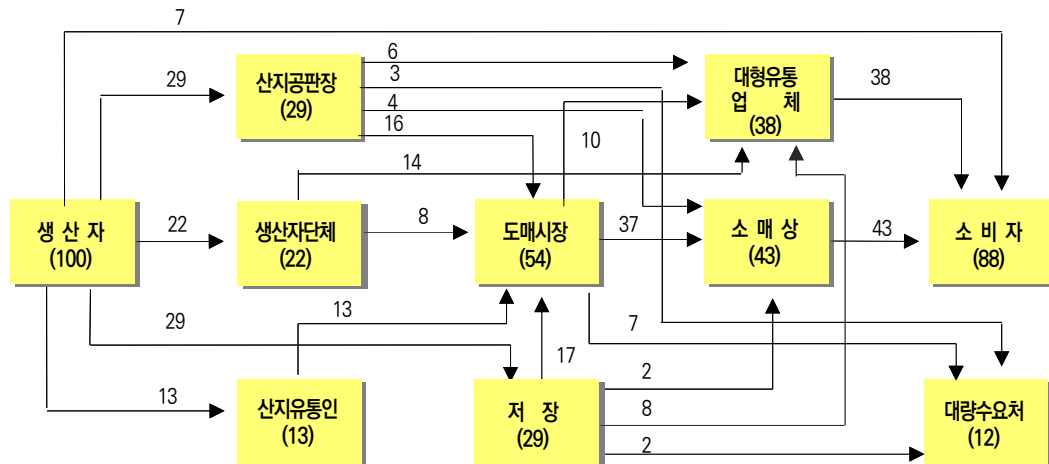 7
6
29
산지공판장
(29)
3
4
16
대형유통
업 체
(38)
38
10
14
생 산 자
(100)
22
생산자단체
(22)
8
도매시장
(54)
37
소 매 상
(43)
43
소 비 자
(88)
29
13
17
7
13
산지유통인
(13)
저 장
(29)
2
8
2
대량수요처
(12)